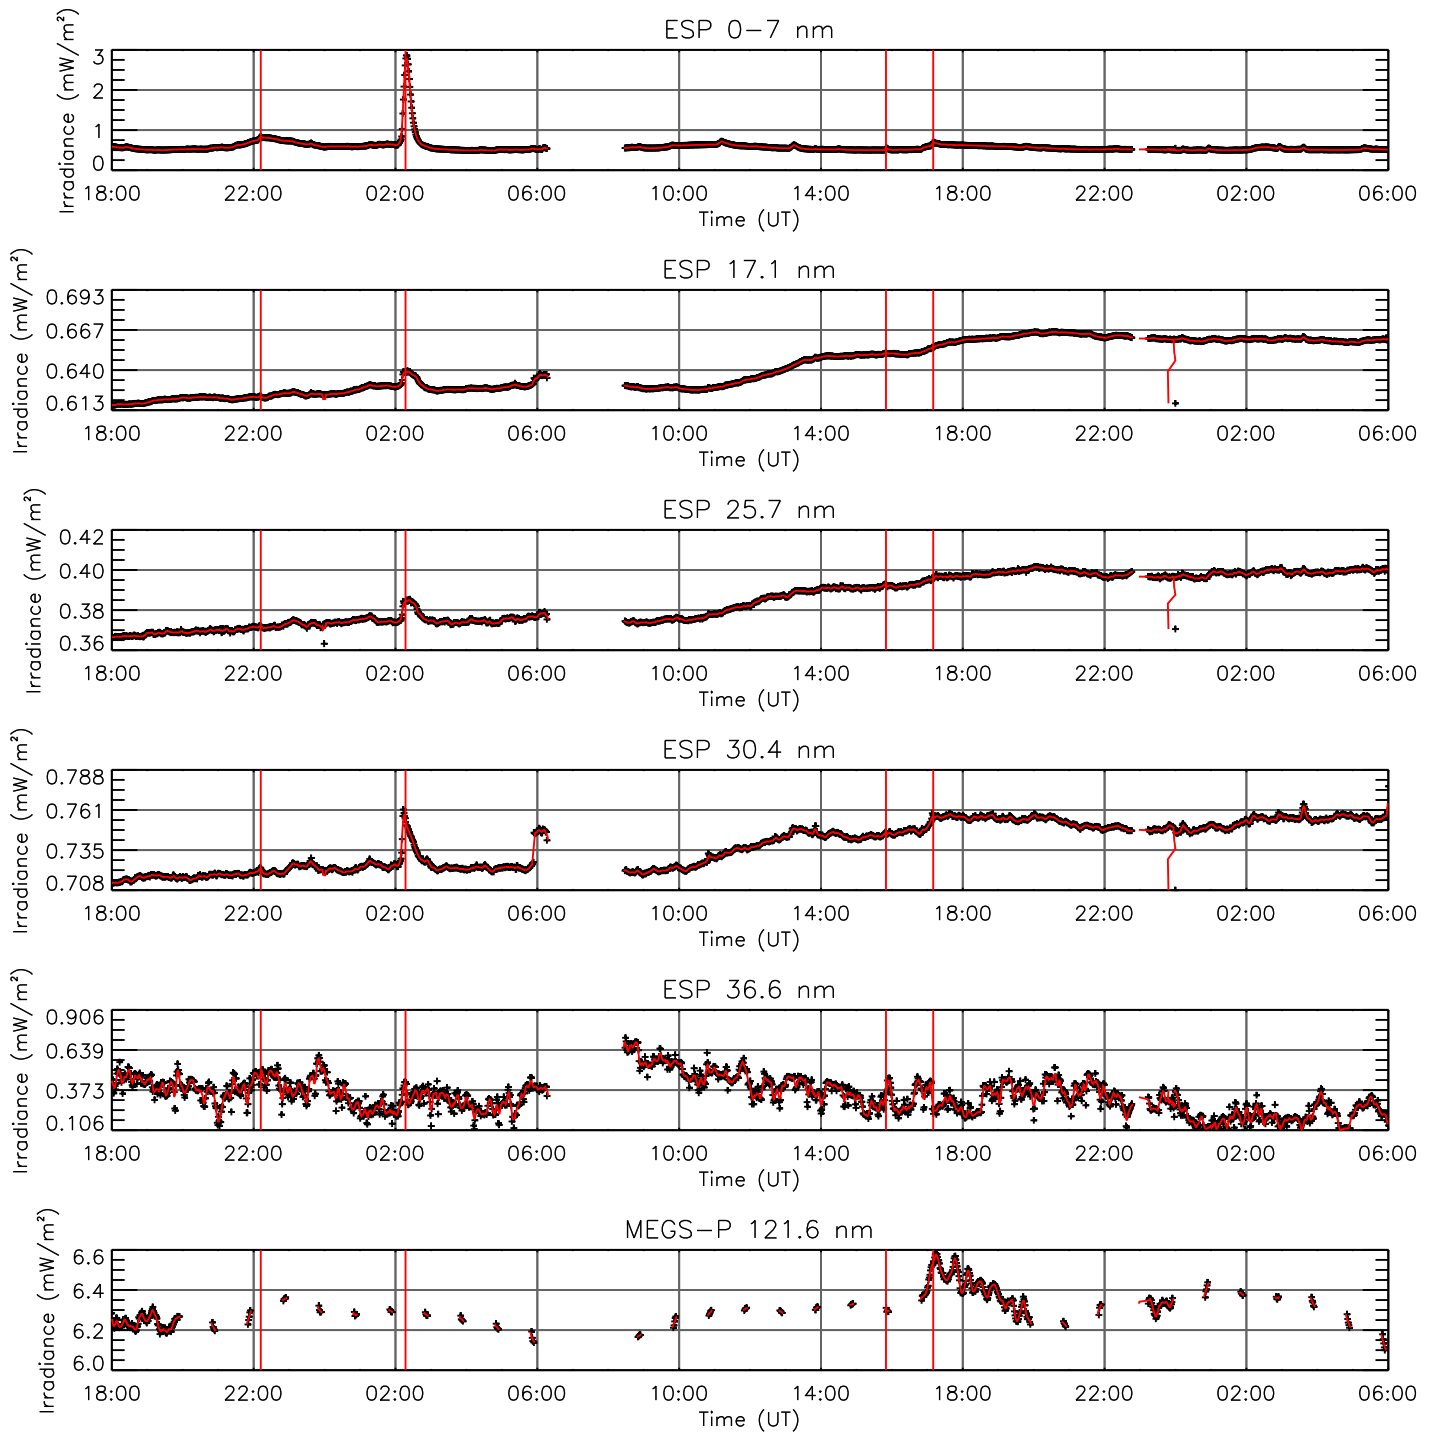 ESP 0−7 nm
Irradiance (mW/m²)
3
2
1
0
18:00 22:00 02:00 06:00 10:00 14:00 18:00 22:00 02:00 06:00
Time (UT)
ESP 17.1 nm
Irradiance (mW/m²)
0.693
0.667
0.640
0.613
18:00 22:00 02:00 06:00 10:00 14:00 18:00 22:00 02:00 06:00
Time (UT)
ESP 25.7 nm
Irradiance (mW/m²)
0.42
0.40
0.38
0.36
18:00 22:00 02:00 06:00 10:00 14:00 18:00 22:00 02:00 06:00
Time (UT)
ESP 30.4 nm
Irradiance (mW/m²)
0.788
0.761
0.735
0.708
18:00 22:00 02:00 06:00 10:00 14:00 18:00 22:00 02:00 06:00
Time (UT)
ESP 36.6 nm
Irradiance (mW/m²)
0.906
0.639
0.373
0.106
18:00 22:00 02:00 06:00 10:00 14:00 18:00 22:00 02:00 06:00
Time (UT)
MEGS−P 121.6 nm
Irradiance (mW/m²)
6.6
6.4
6.2
6.0
18:00 22:00 02:00 06:00 10:00 14:00 18:00 22:00 02:00 06:00
Time (UT)